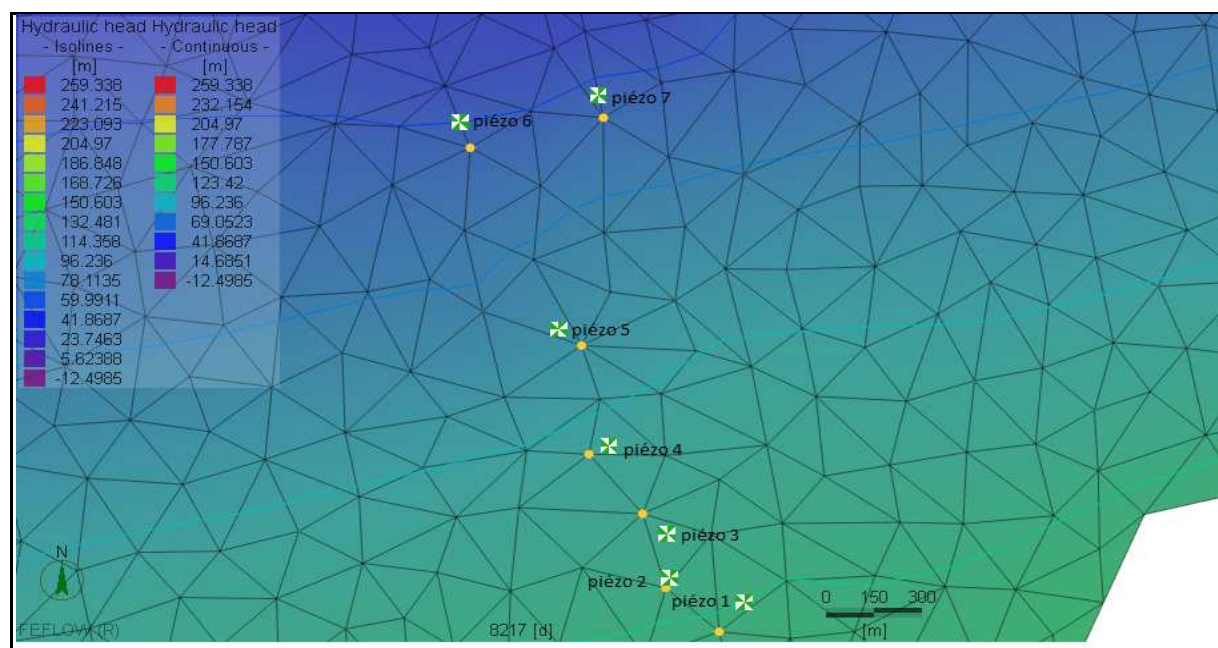 Hydraulic head Hydraulic head
- Isolines - - Continuous -
[m] [m]
259.338 259.338
241.215 232.154
223.093 204.97
204.97 177.787
186.848 150.603
168.726 123.42
150.603 96.236
132.481 69.0523
114.358 41.8687
96.236 14.6851
78.1135 -12.4985
59.9911
41.8687
23.7463
5.62388
-12.4985
piézo 7
piézo 6
piézo 5
piézo 4
piézo 3
piézo 2
piézo 1
N
0 150 300
[m]
FEFLOW (R)
8217 [d]